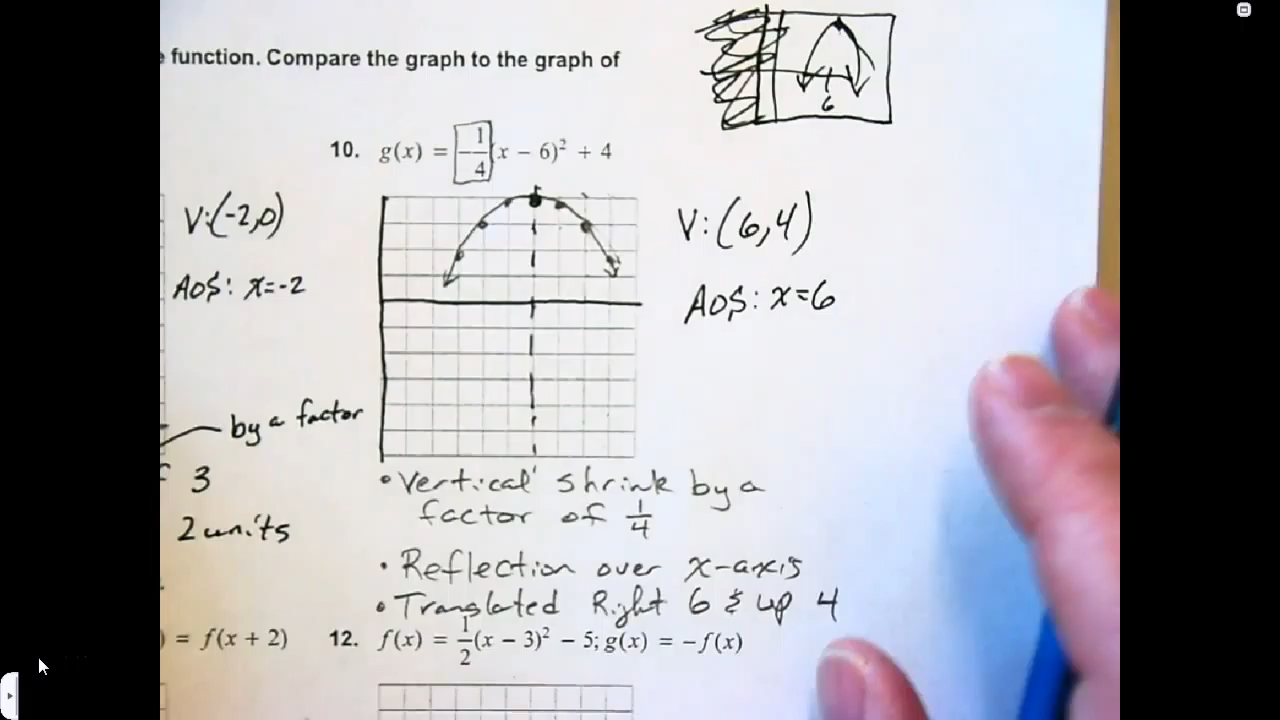 function. Compare the graph to the graph of
6
10. g(x) = -1/4(x − 6)² + 4
V:(-2,0)
AOS: x=-2
V:(6,4)
AOS: x=6
by a factor
3
2 units
• Vertical shrink by a
factor of 1/4
• Reflection over x-axis
• Translated Right 6 & up 4
) = f(x + 2)
12. f(x) = 1/2(x − 3)² − 5; g(x) = −f(x)